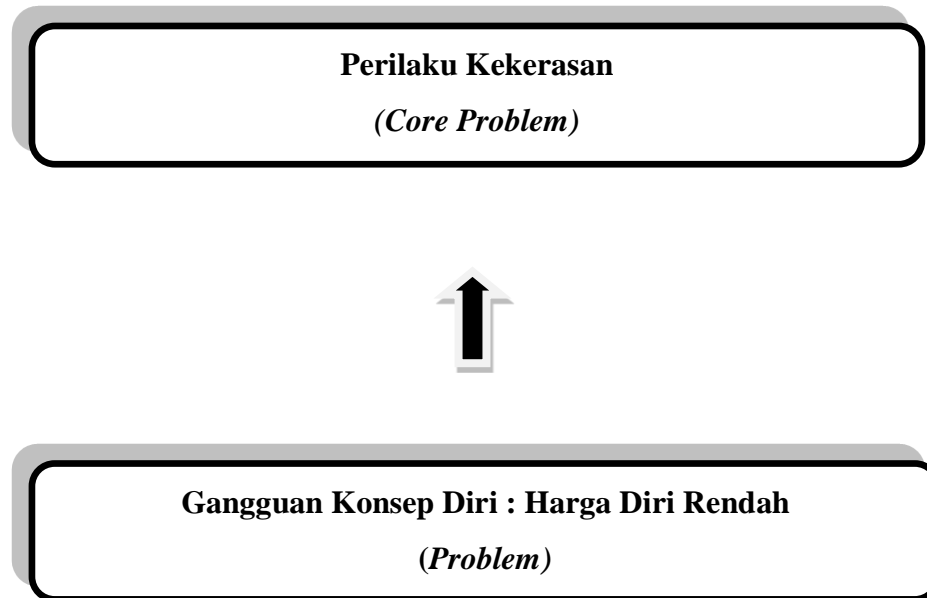 Perilaku Kekerasan
(Core Problem)
Gangguan Konsep Diri : Harga Diri Rendah
(Problem)